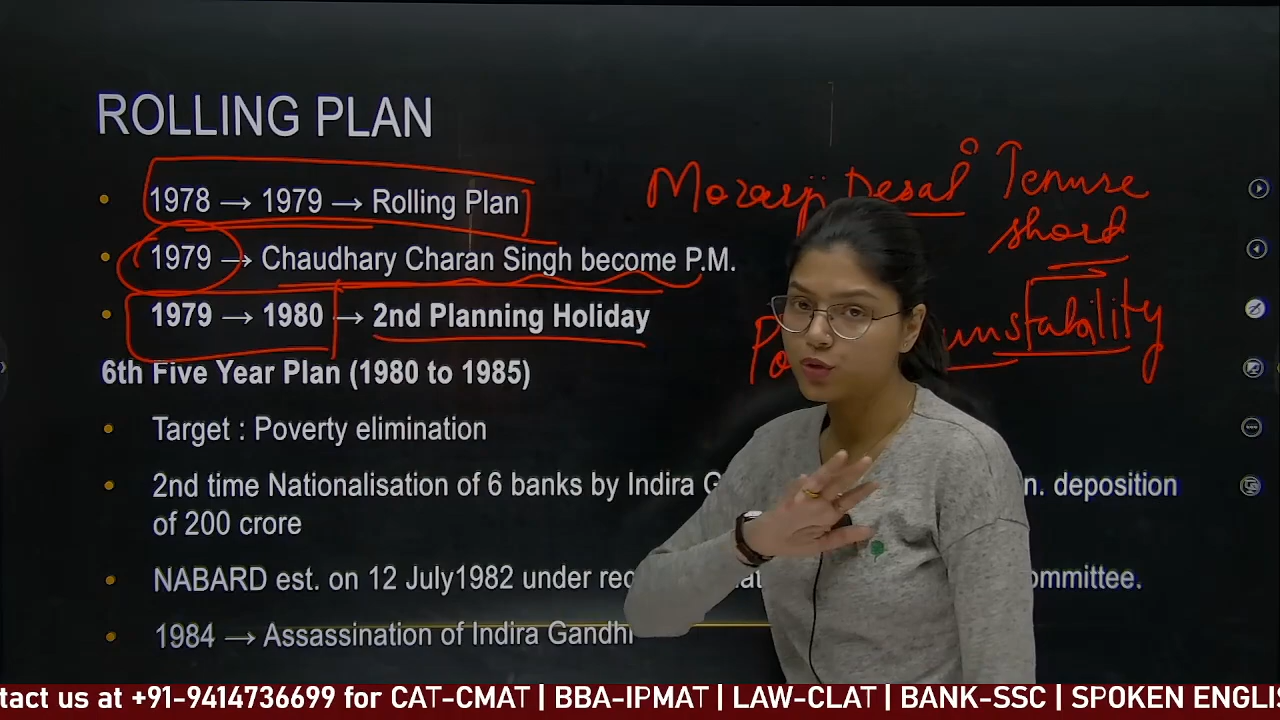 ROLLING PLAN
• 1978 → 1979 → Rolling Plan
Morarji Desai Tenure
short
• 1979 → Chaudhary Charan Singh become P.M.
• 1979 → 1980 → 2nd Planning Holiday
6th Five Year Plan (1980 to 1985)
• Target : Poverty elimination
• 2nd time Nationalisation of 6 banks by Indira n. deposition
of 200 crore
• NABARD est. on 12 July1982 under ommittee.
• 1984 → Assassination of Indira Gandhi
tact us at +91-9414736699 for CAT-CMAT | BBA-IPMAT | LAW-CLAT | BANK-SSC | SPOKEN ENGLIS